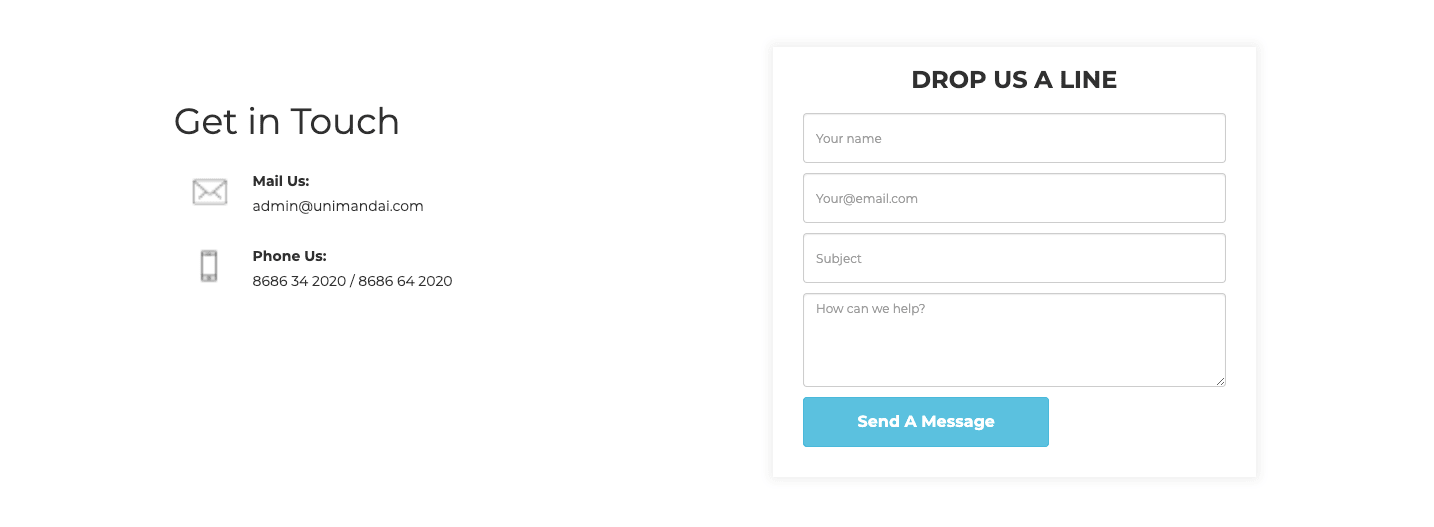 Get in Touch
Mail Us:
admin@unimandai.com
Phone Us:
8686 34 2020 / 8686 64 2020
DROP US A LINE
Your name
Your@email.com
Subject
How can we help?
Send A Message